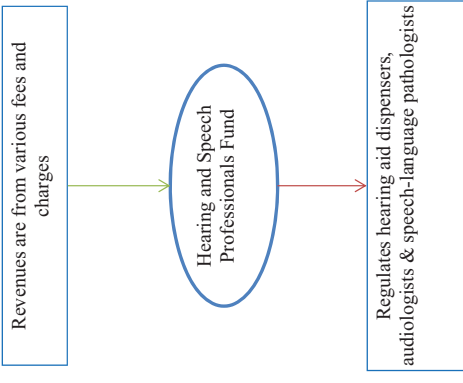 Revenues are from various fees and
charges
Hearing and Speech
Professionals Fund
Regulates hearing aid dispensers,
audiologists & speech-language pathologists